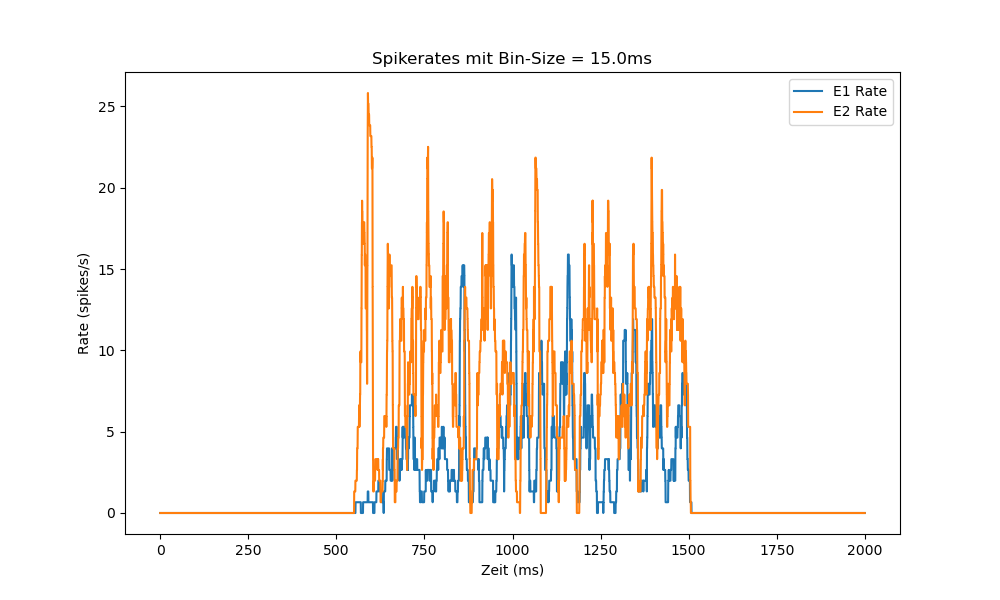 Spikerates mit Bin-Size = 15.0ms
E1 Rate
E2 Rate
Rate (spikes/s)
25
20
15
10
5
0
0 250 500 750 1000 1250 1500 1750 2000
Zeit (ms)